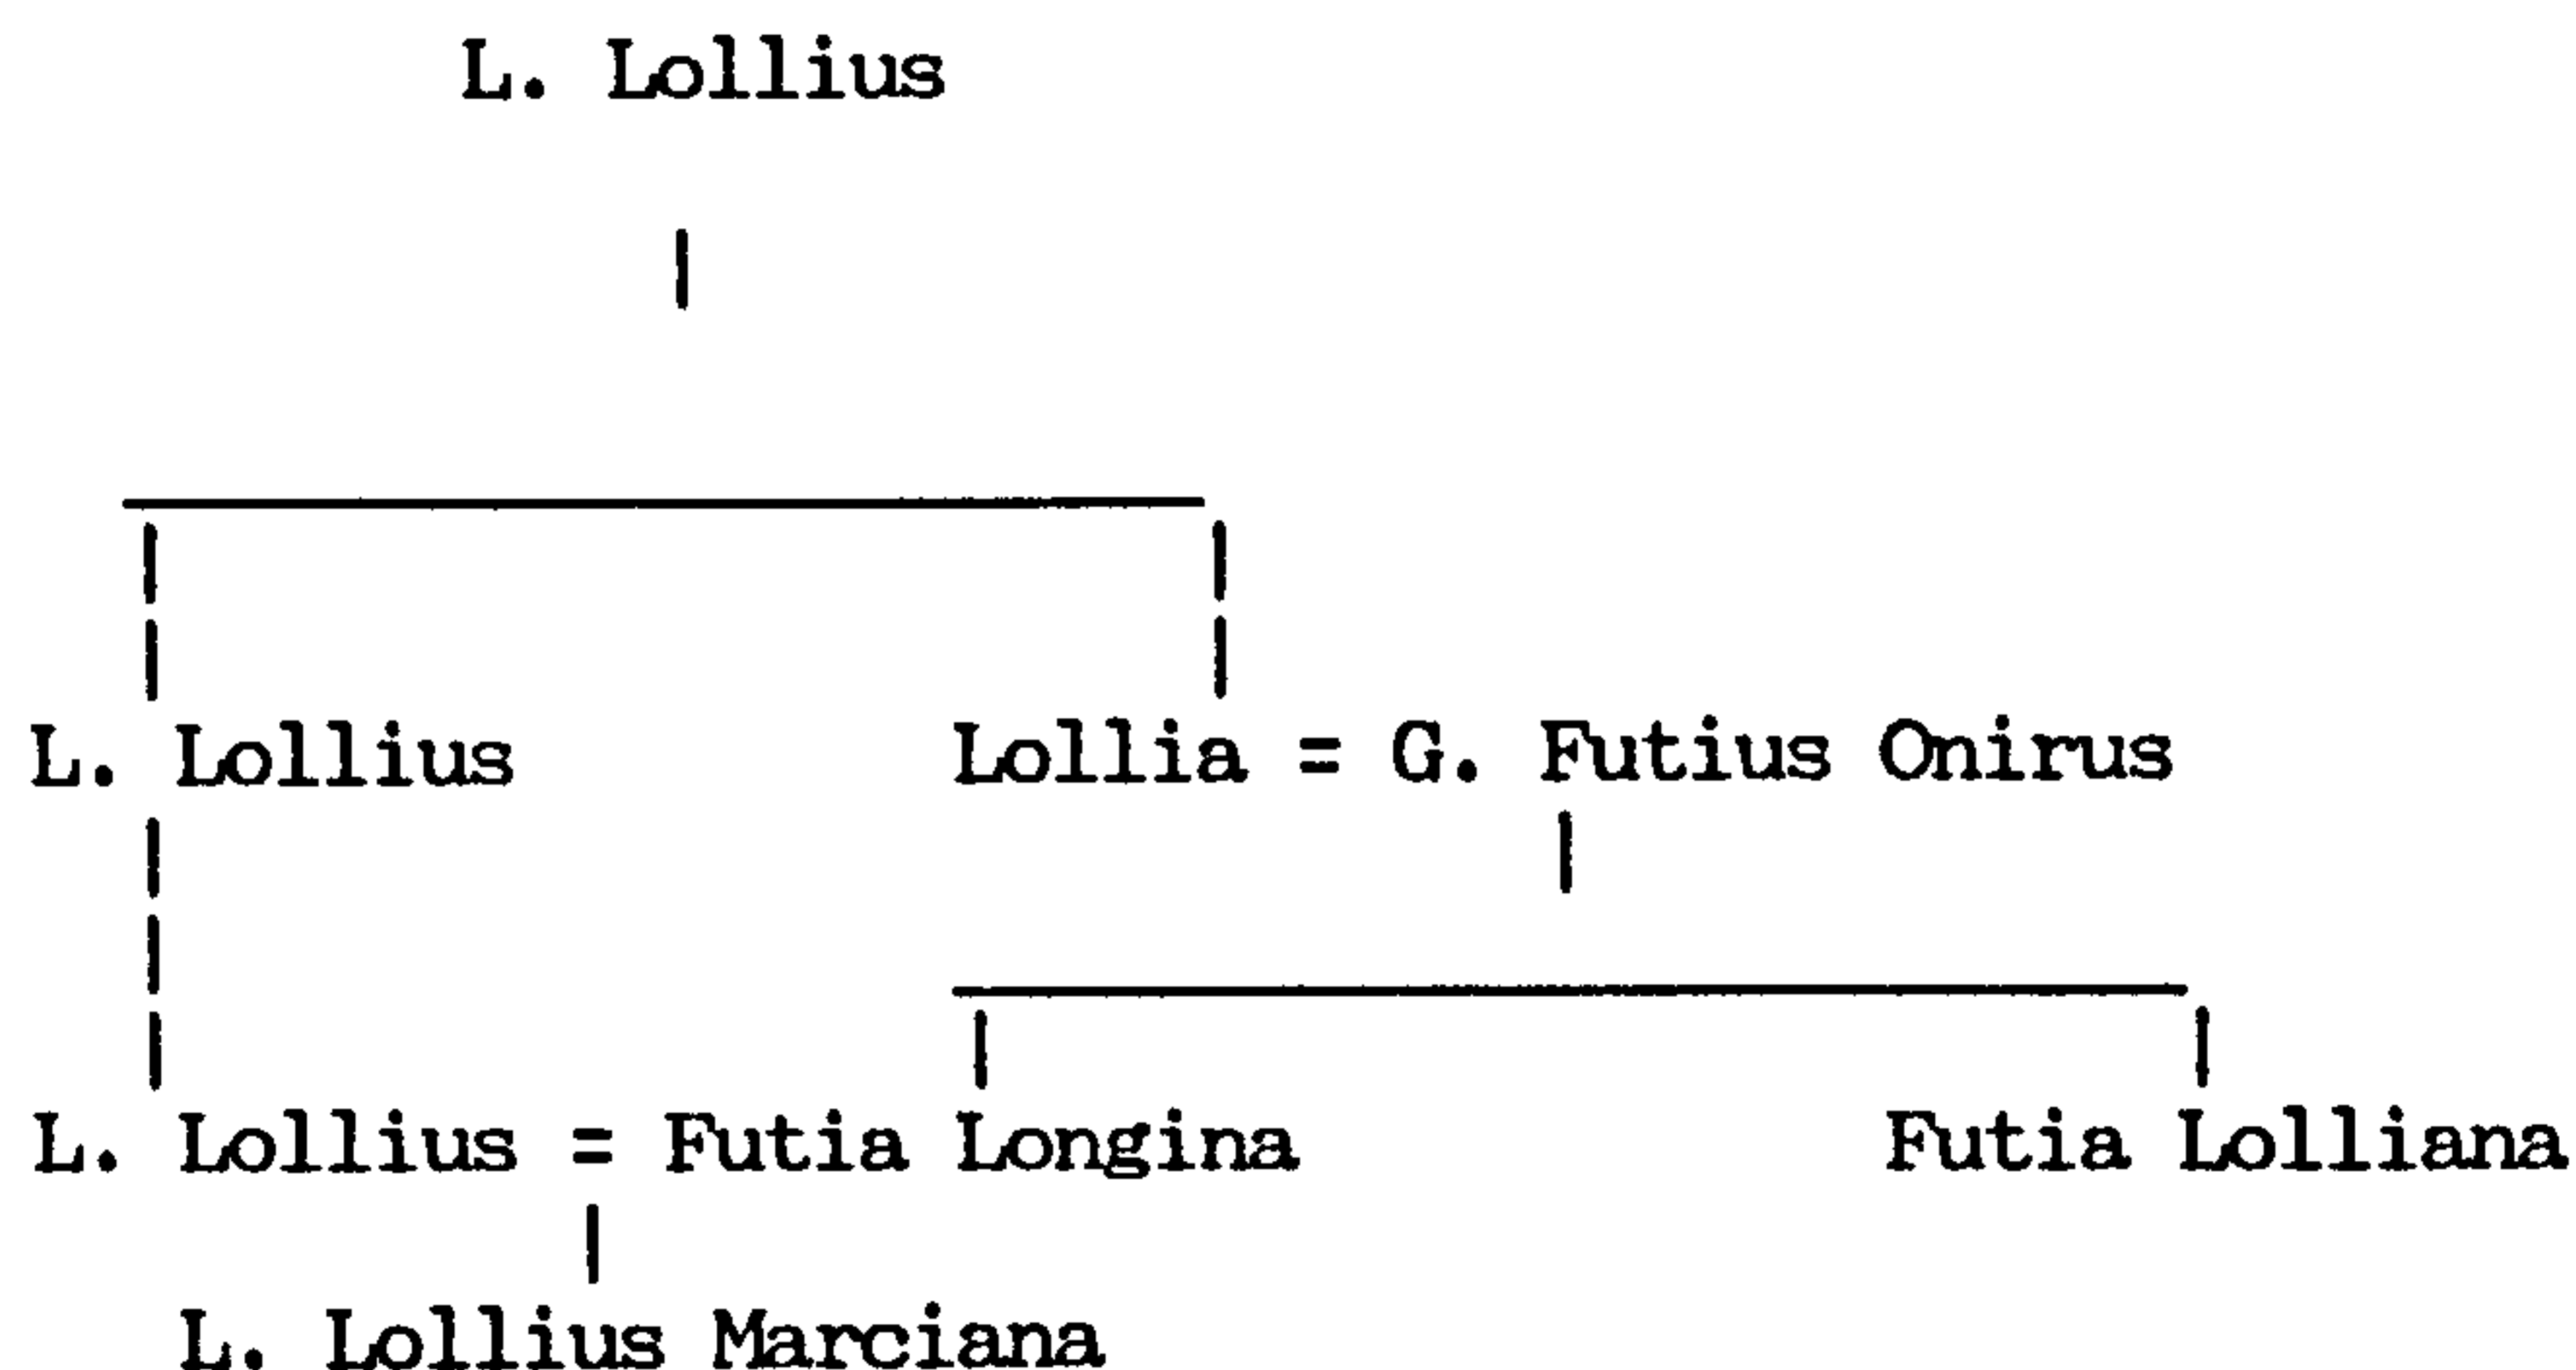 L. Lollius
L. Lollius Lollia = G. Futius Onirus
L. Lollius = Futia Longina Futia Lolliana
L. Lollius Marciana